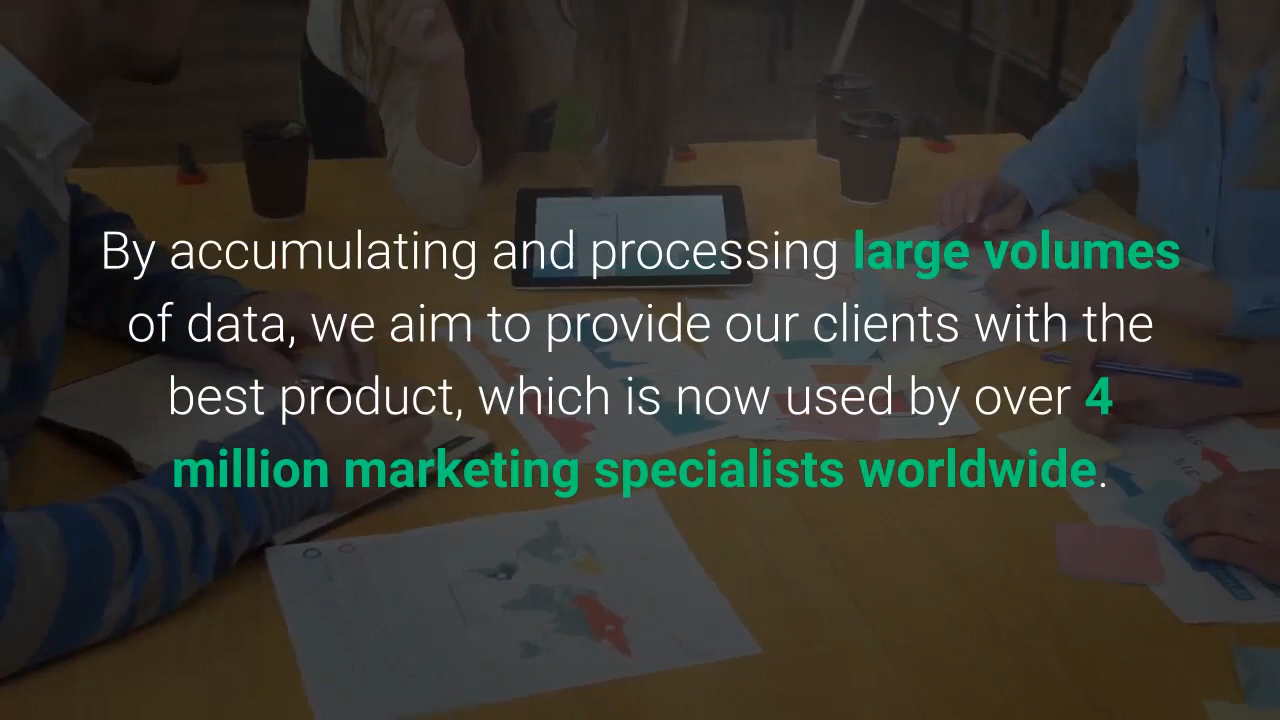 By accumulating and processing large volumes
of data, we aim to provide our clients with the
best product, which is now used by over 4
million marketing specialists worldwide.